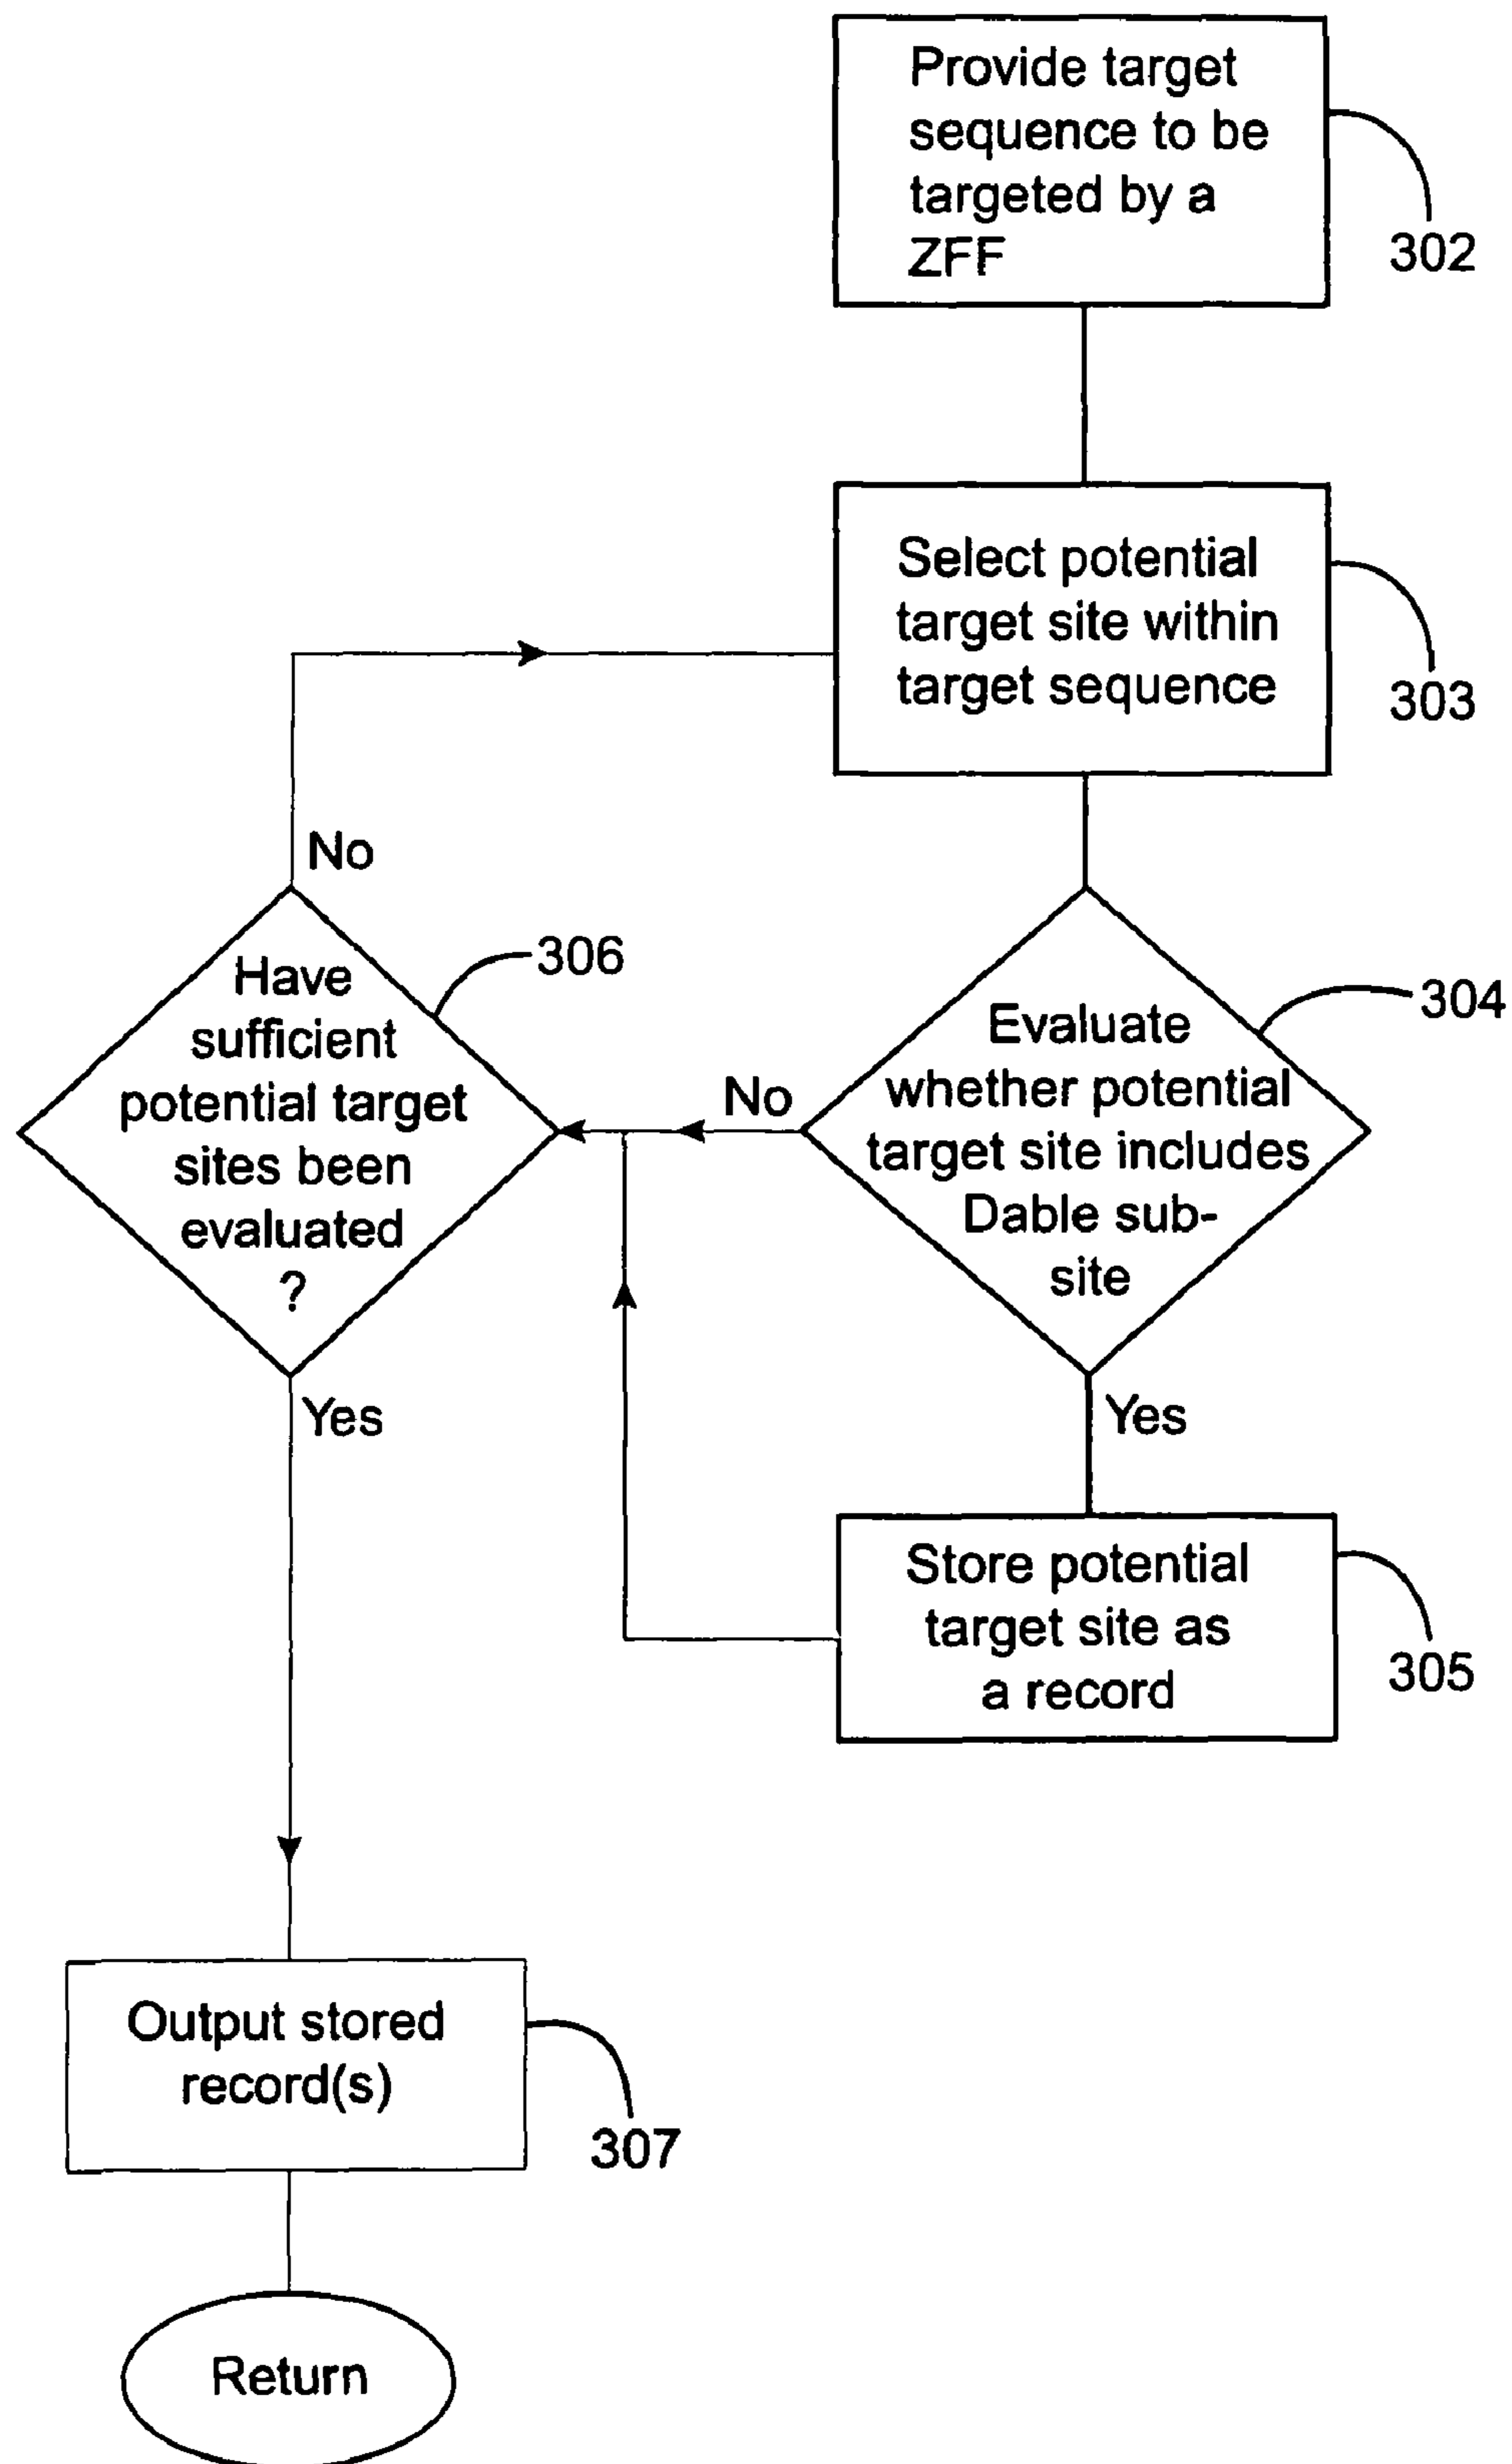 Provide target
sequence to be
targeted by a
ZFF
302
Select potential
target site within
target sequence
303
No
Have
sufficient
potential target
sites been
evaluated
?
306
Yes
No
Evaluate
whether potential
target site includes
Dable sub-
site
304
Yes
Store potential
target site as
a record
305
Output stored
record(s)
307
Return